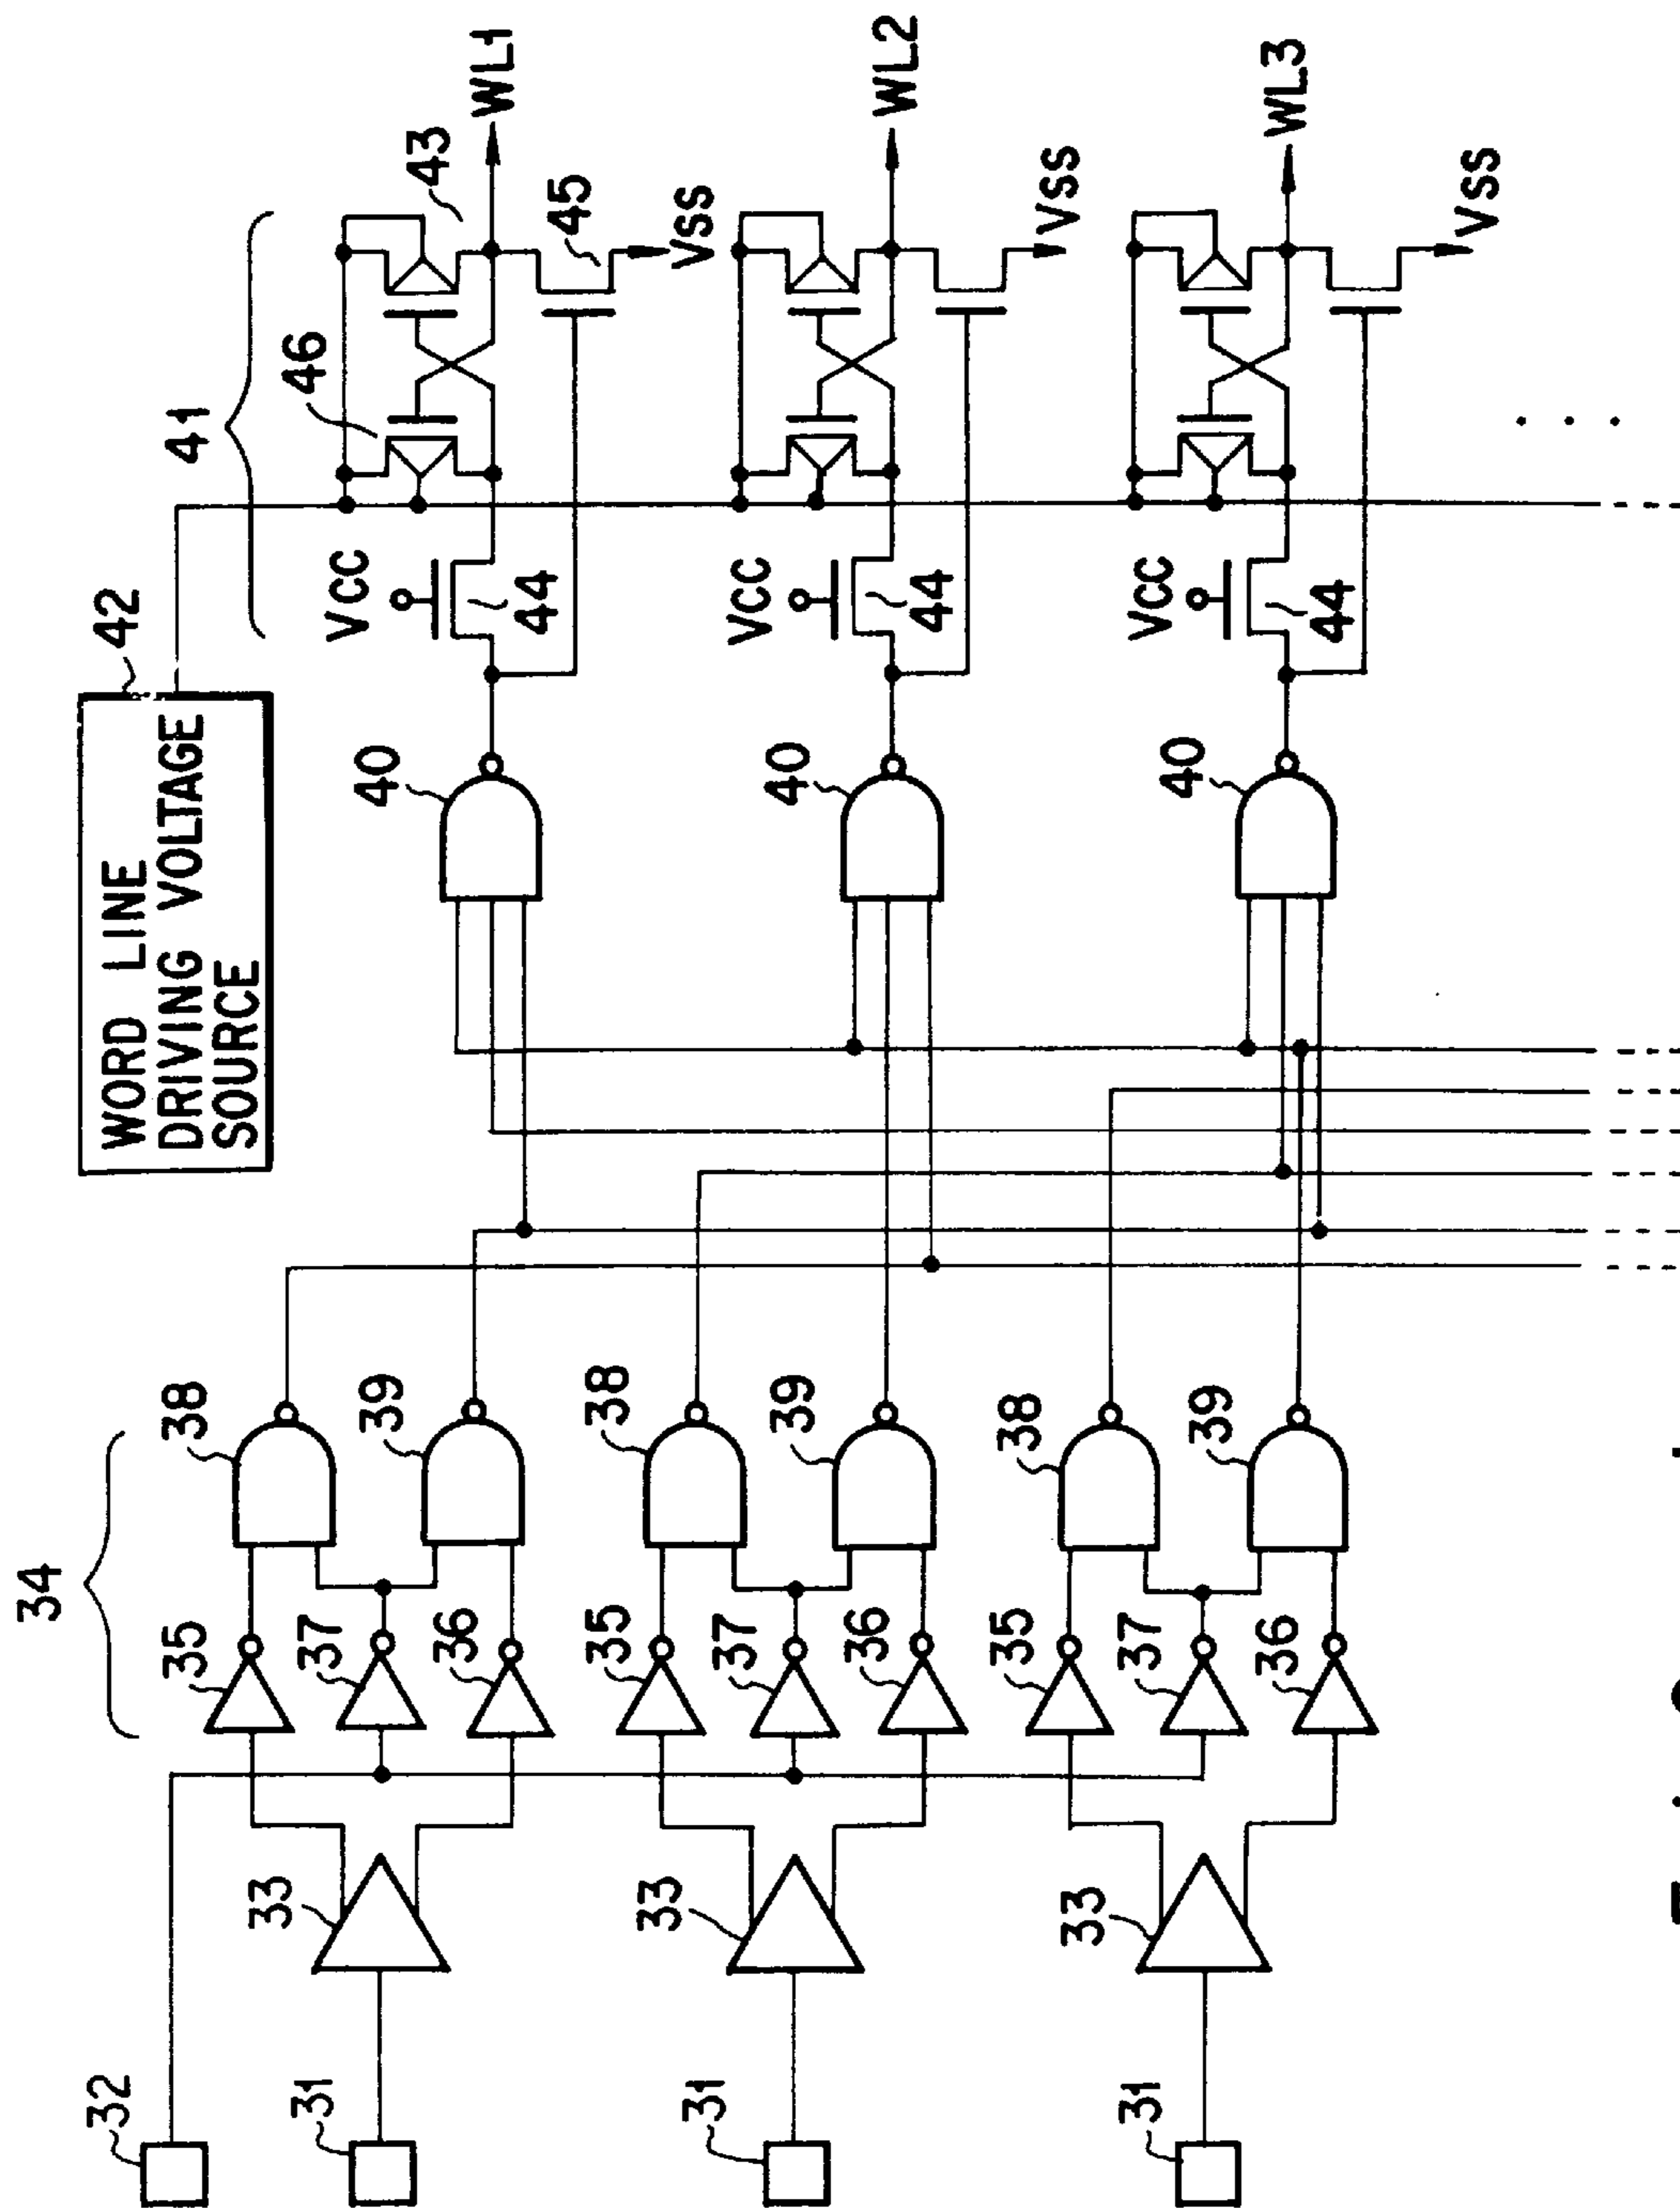 34
32
42
WORD LINE
DRIVING VOLTAGE
SOURCE
35
38
41
33
46
31
37
VCC
39
40
43
36
WL1
44
45
VSS
35
38
33
31
37
VCC
40
39
36
WL2
44
VSS
35
38
33
31
37
VCC
40
39
36
WL3
44
VSS